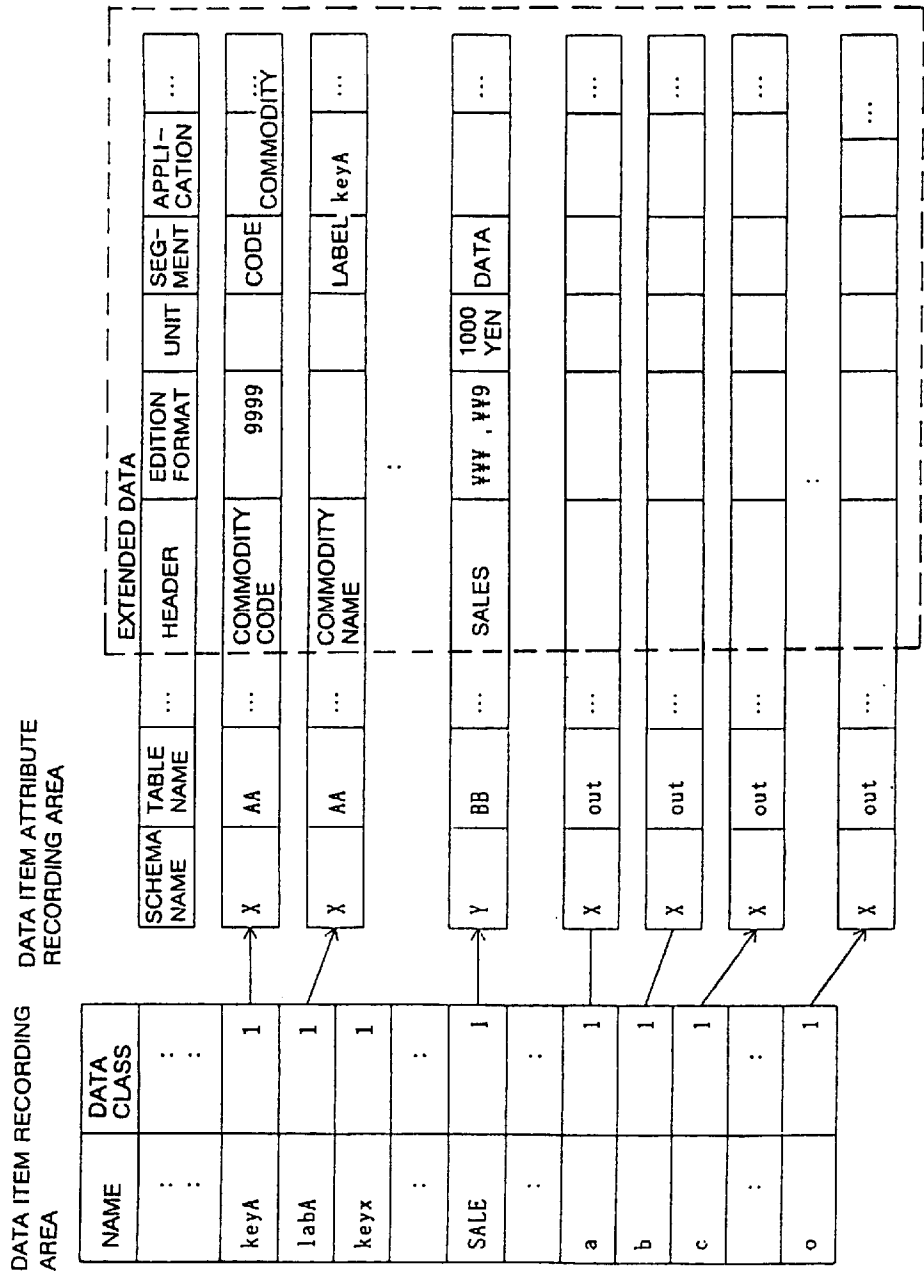 DATA ITEM RECORDING
AREA
NAME
DATA
CLASS
: :
: :
keyA 1
labA 1
keyx 1
: :
SALE 1
: :
a 1
b 1
c 1
: :
o 1
DATA ITEM ATTRIBUTE
RECORDING AREA
EXTENDED DATA
SCHEMA
NAME
TABLE
NAME
...
HEADER
EDITION
FORMAT
UNIT
SEG-
MENT
APPLI-
CATION
...
X AA ...
COMMODITY
CODE
9999
CODE
COMMODITY
...
X AA ...
COMMODITY
NAME
LABEL keyA ...
:
Y BB ... SALES ¥¥¥,¥¥9
1000
YEN
DATA ...
X out ... ...
X out ... ...
X out ... ...
:
X out ... ...